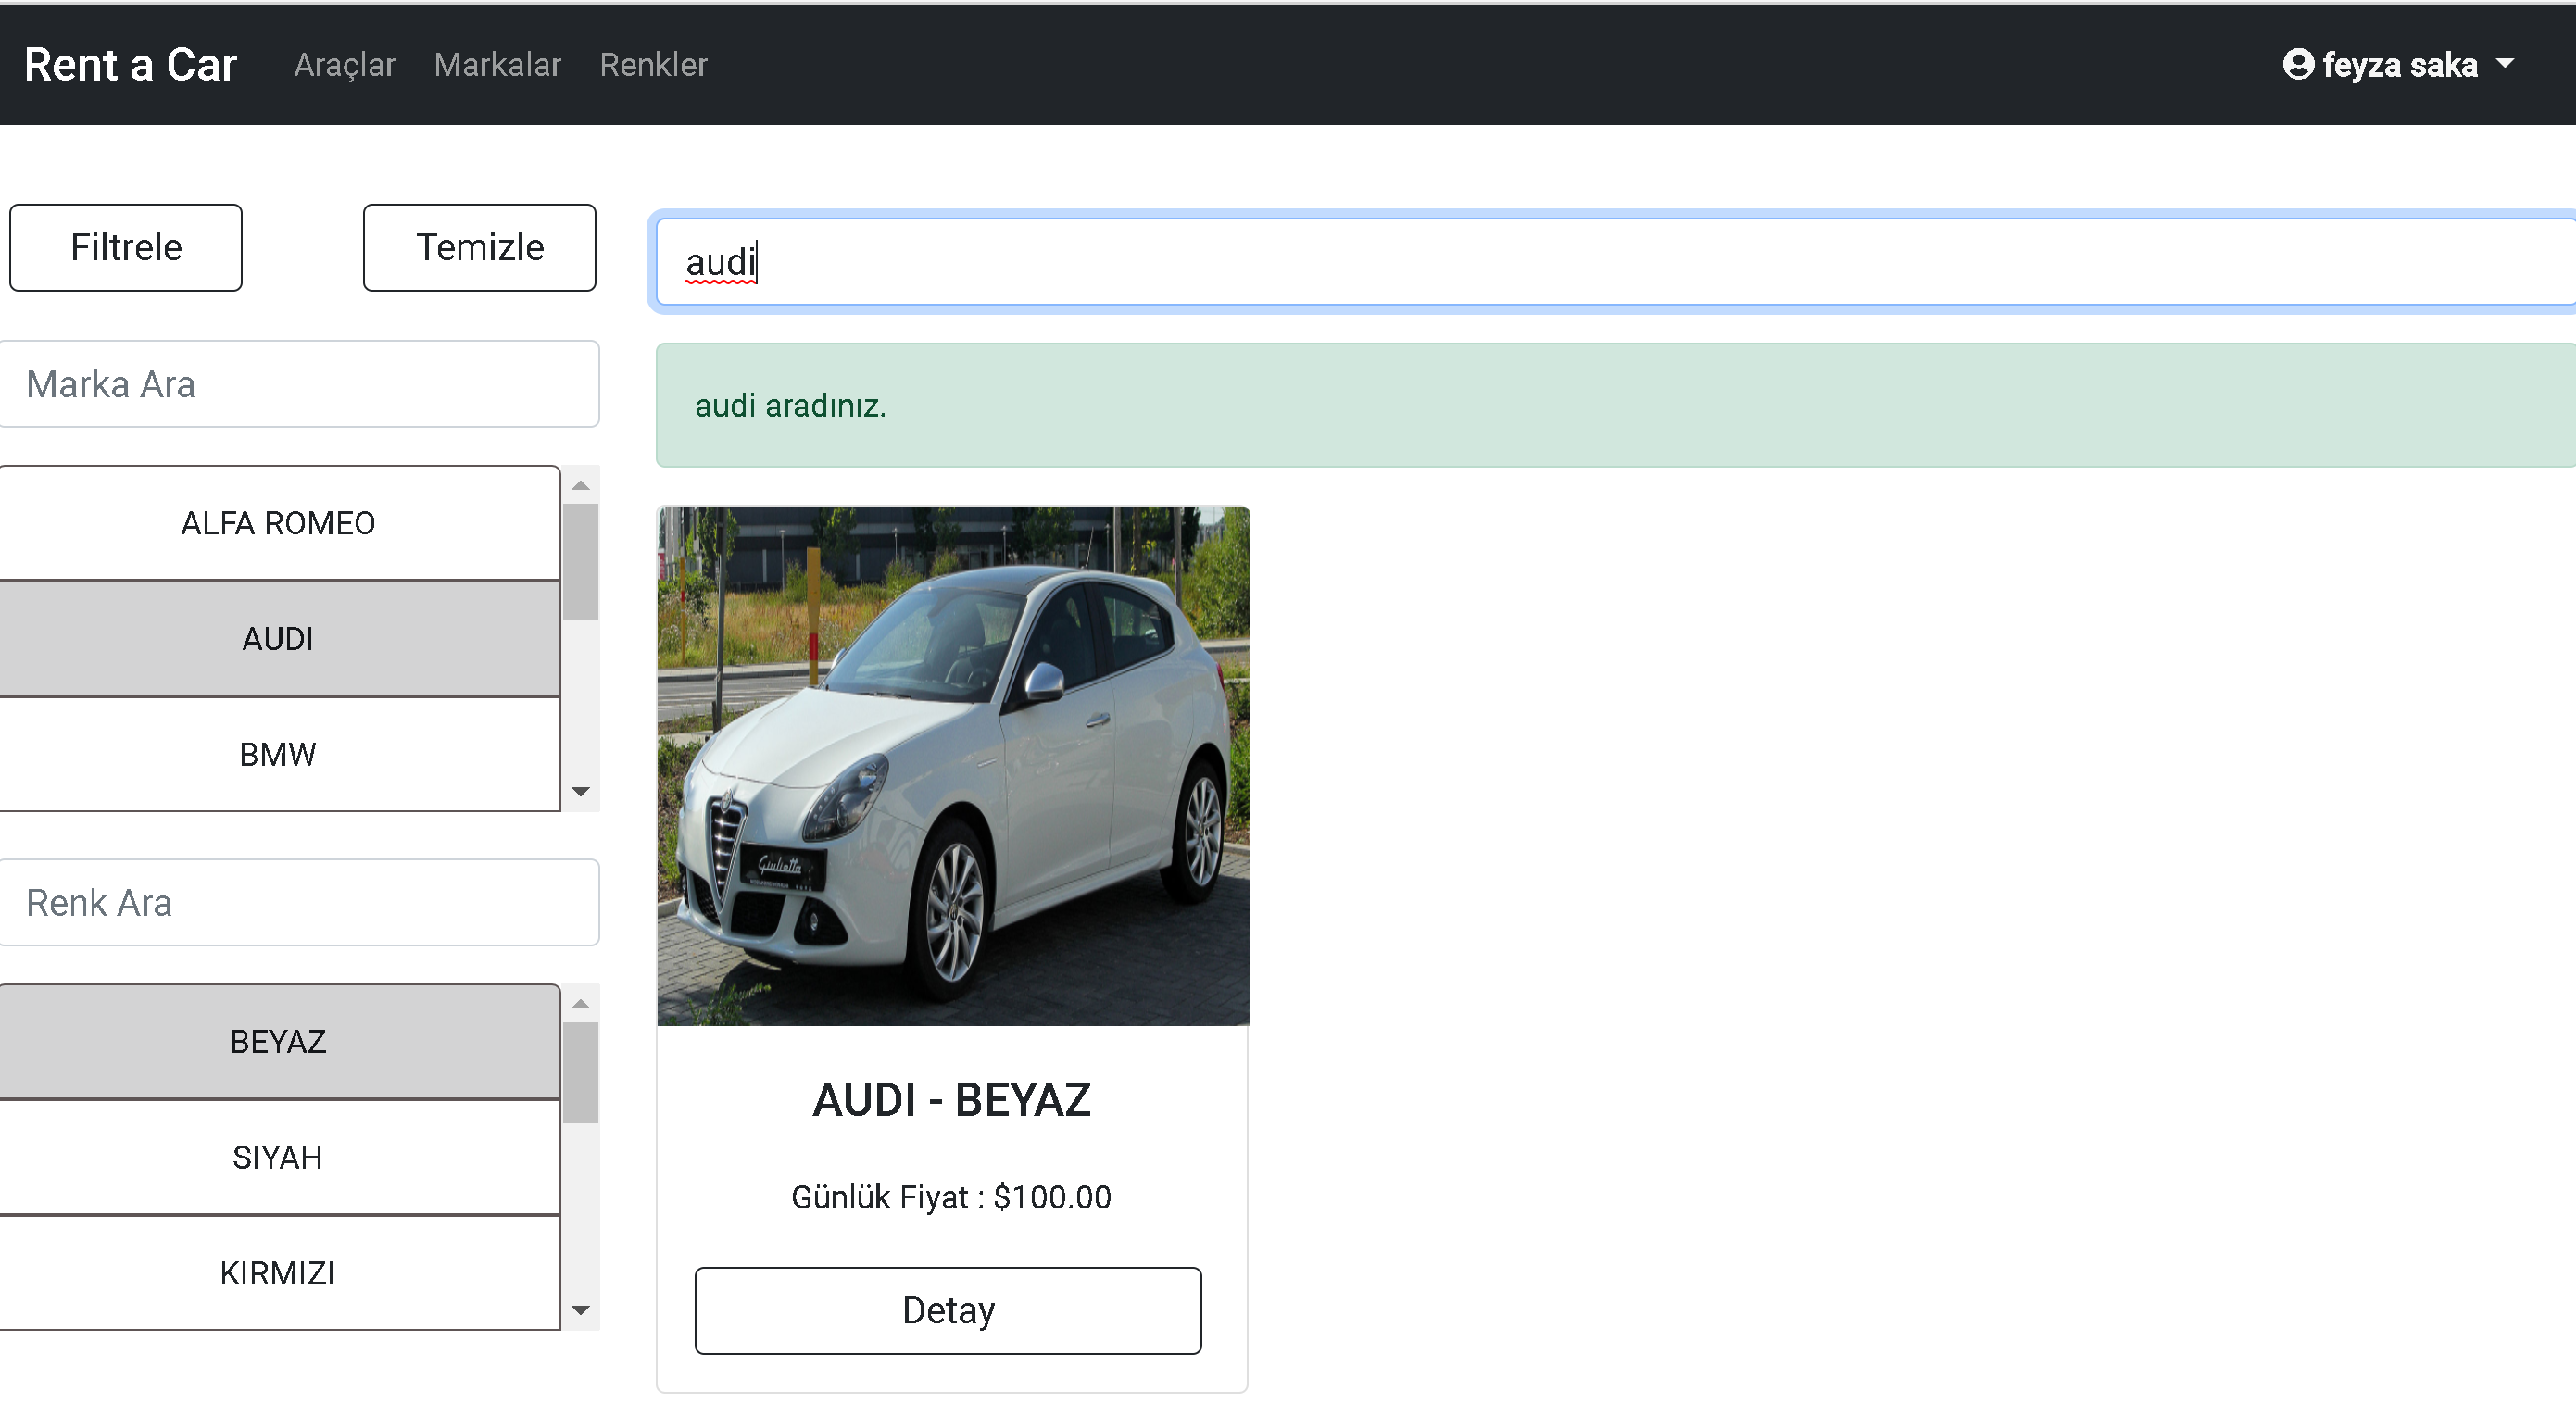 Rent a Car
Araçlar
Markalar
Renkler
feyza saka
Filtrele
Temizle
audi
Marka Ara
audi aradınız.
ALFA ROMEO
AUDI
BMW
Renk Ara
BEYAZ
SIYAH
KIRMIZI
Giulietta
AUDI - BEYAZ
Günlük Fiyat : $100.00
Detay